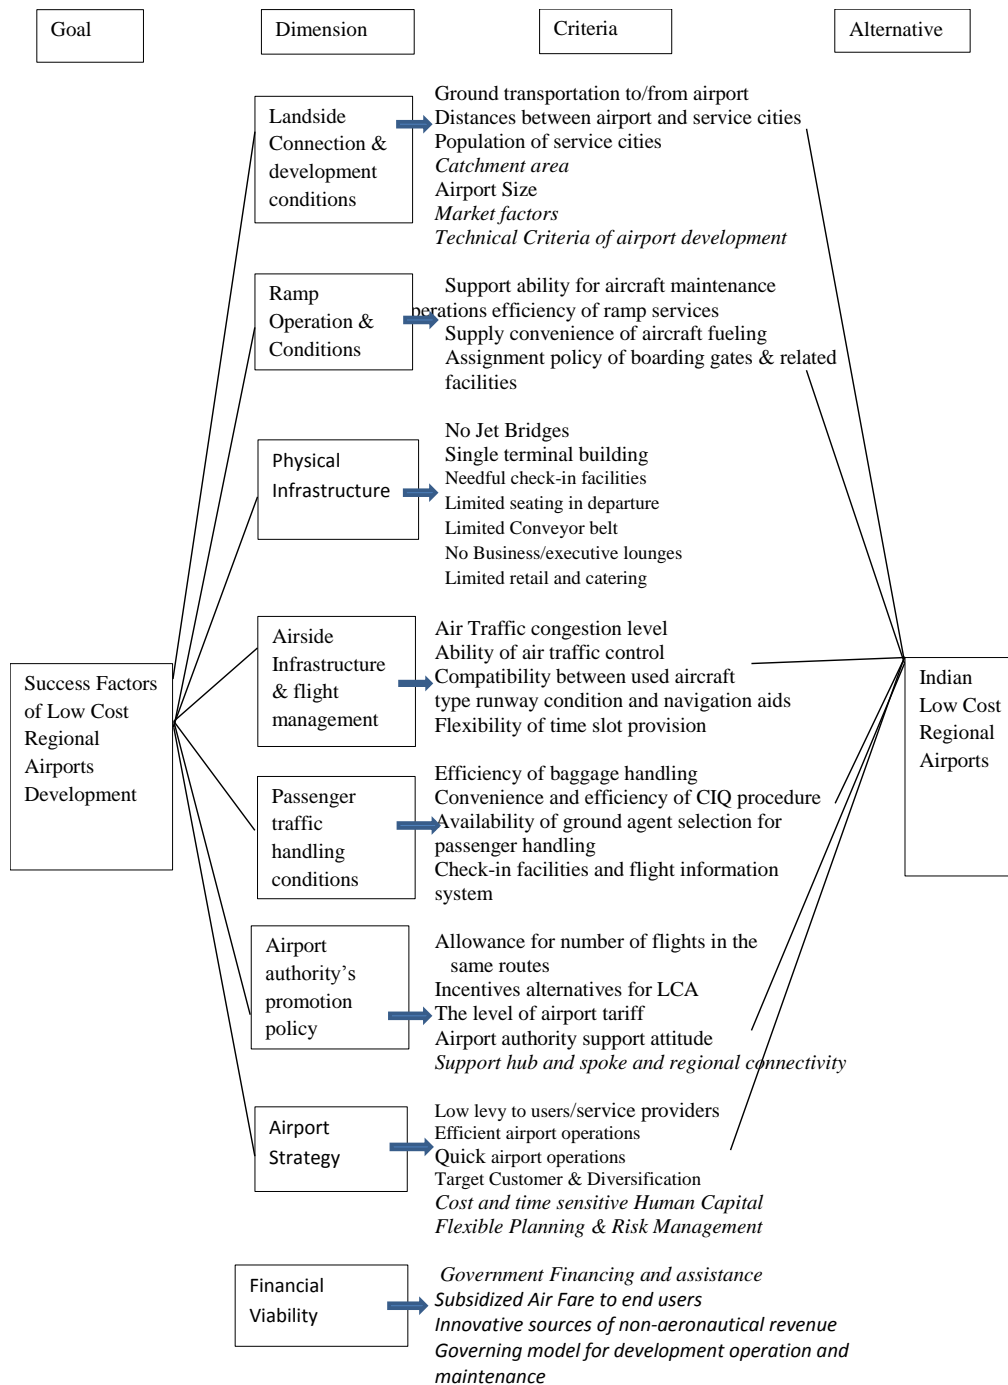 Goal
Dimension
Criteria
Alternative
Landside
Connection &
development
conditions
Ground transportation to/from airport
Distances between airport and service cities
Population of service cities
Catchment area
Airport Size
Market factors
Technical Criteria of airport development
Ramp
Operation &
Conditions
Support ability for aircraft maintenance
perations efficiency of ramp services
Supply convenience of aircraft fueling
Assignment policy of boarding gates & related
facilities
Physical
Infrastructure
No Jet Bridges
Single terminal building
Needful check-in facilities
Limited seating in departure
Limited Conveyor belt
No Business/executive lounges
Limited retail and catering
Success Factors
of Low Cost
Regional
Airports
Development
Airside
Infrastructure
& flight
management
Air Traffic congestion level
Ability of air traffic control
Compatibility between used aircraft
type runway condition and navigation aids
Flexibility of time slot provision
Indian
Low Cost
Regional
Airports
Passenger
traffic
handling
conditions
Efficiency of baggage handling
Convenience and efficiency of CIQ procedure
Availability of ground agent selection for
passenger handling
Check-in facilities and flight information
system
Airport
authority's
promotion
policy
Allowance for number of flights in the
same routes
Incentives alternatives for LCA
The level of airport tariff
Airport authority support attitude
Support hub and spoke and regional connectivity
Airport
Strategy
Low levy to users/service providers
Efficient airport operations
Quick airport operations
Target Customer & Diversification
Cost and time sensitive Human Capital
Flexible Planning & Risk Management
Financial
Viability
Government Financing and assistance
Subsidized Air Fare to end users
Innovative sources of non-aeronautical revenue
Governing model for development operation and
maintenance